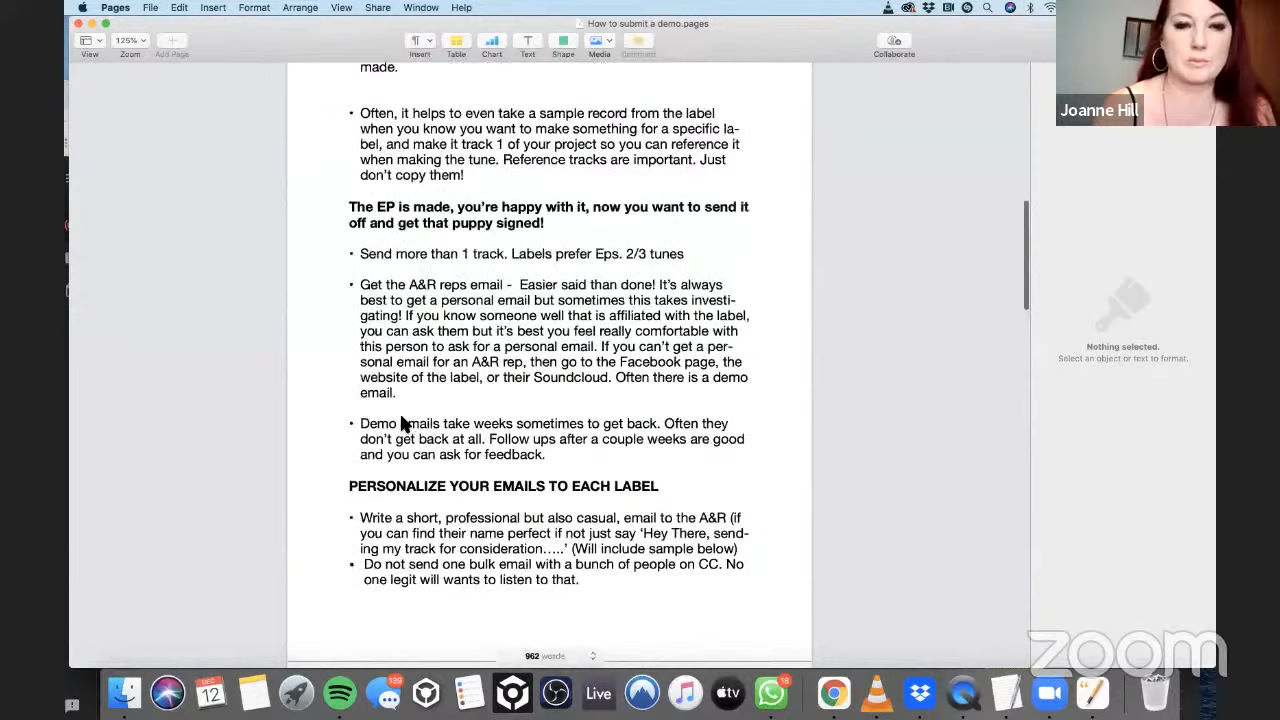 Pages File Edit Insert Format Arrange View Share Window Help
How to submit a demo.pages
125%
View Zoom Add Page Insert Table Chart Text Shape Media Comment Collaborate
Joanne Hill
made.
• Often, it helps to even take a sample record from the label
when you know you want to make something for a specific la-
bel, and make it track 1 of your project so you can reference it
when making the tune. Reference tracks are important. Just
don't copy them!
The EP is made, you're happy with it, now you want to send it
off and get that puppy signed!
• Send more than 1 track. Labels prefer Eps. 2/3 tunes
• Get the A&R reps email - Easier said than done! It's always
best to get a personal email but sometimes this takes investi-
gating! If you know someone well that is affiliated with the label,
you can ask them but it's best you feel really comfortable with
this person to ask for a personal email. If you can't get a per-
sonal email for an A&R rep, then go to the Facebook page, the
website of the label, or their Soundcloud. Often there is a demo
email.
• Demo emails take weeks sometimes to get back. Often they
don't get back at all. Follow ups after a couple weeks are good
and you can ask for feedback.
PERSONALIZE YOUR EMAILS TO EACH LABEL
• Write a short, professional but also casual, email to the A&R (if
you can find their name perfect if not just say 'Hey There, send-
ing my track for consideration…..' (Will include sample below)
• Do not send one bulk email with a bunch of people on CC. No
one legit will wants to listen to that.
Nothing selected.
Select an object or text to format.
962 words
zoom
DEC
12
139
Live
tv
18